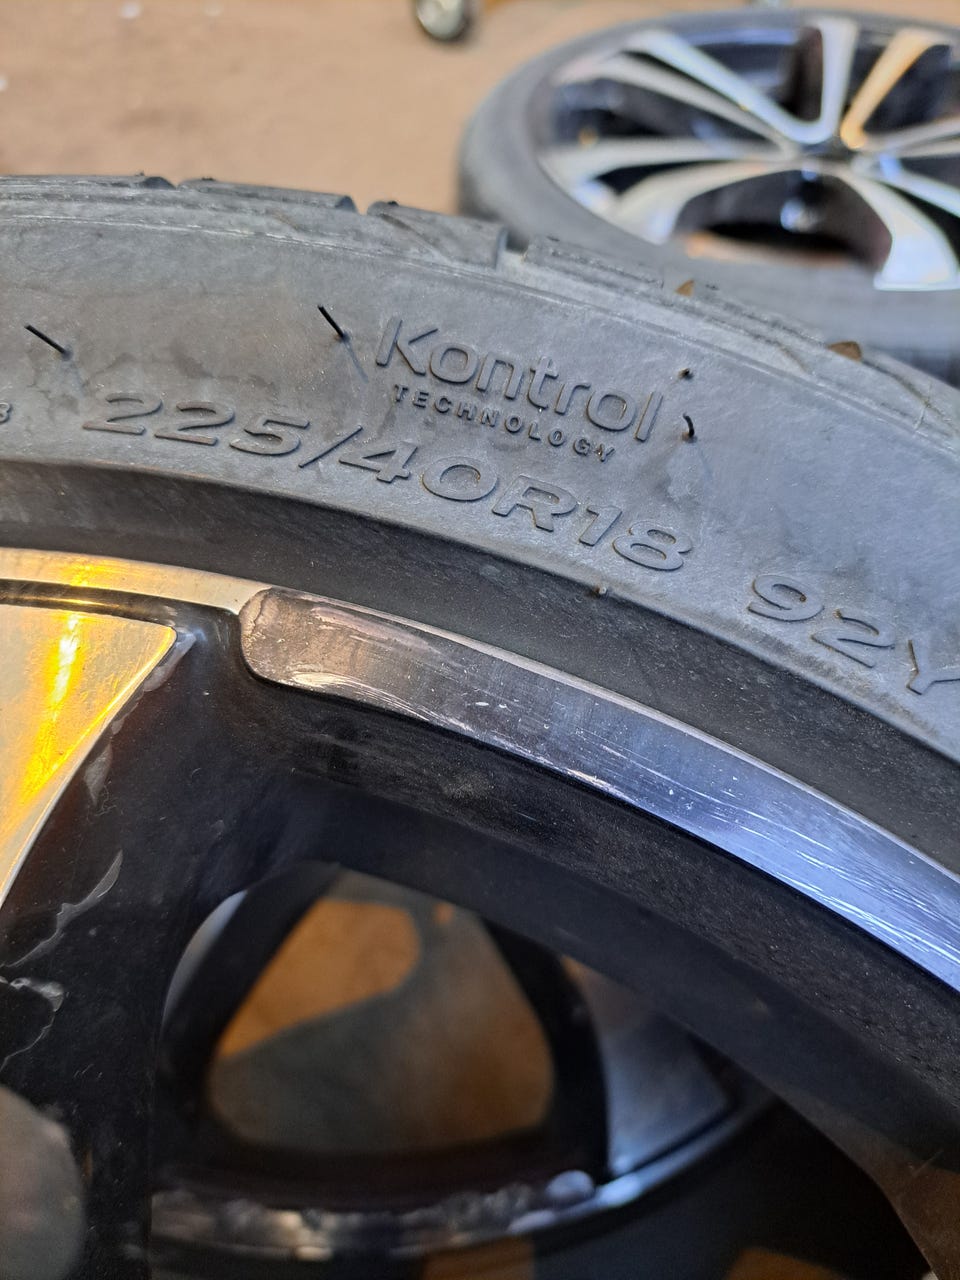 Kontrol
TECHNOLOGY
225/40R18 92Y